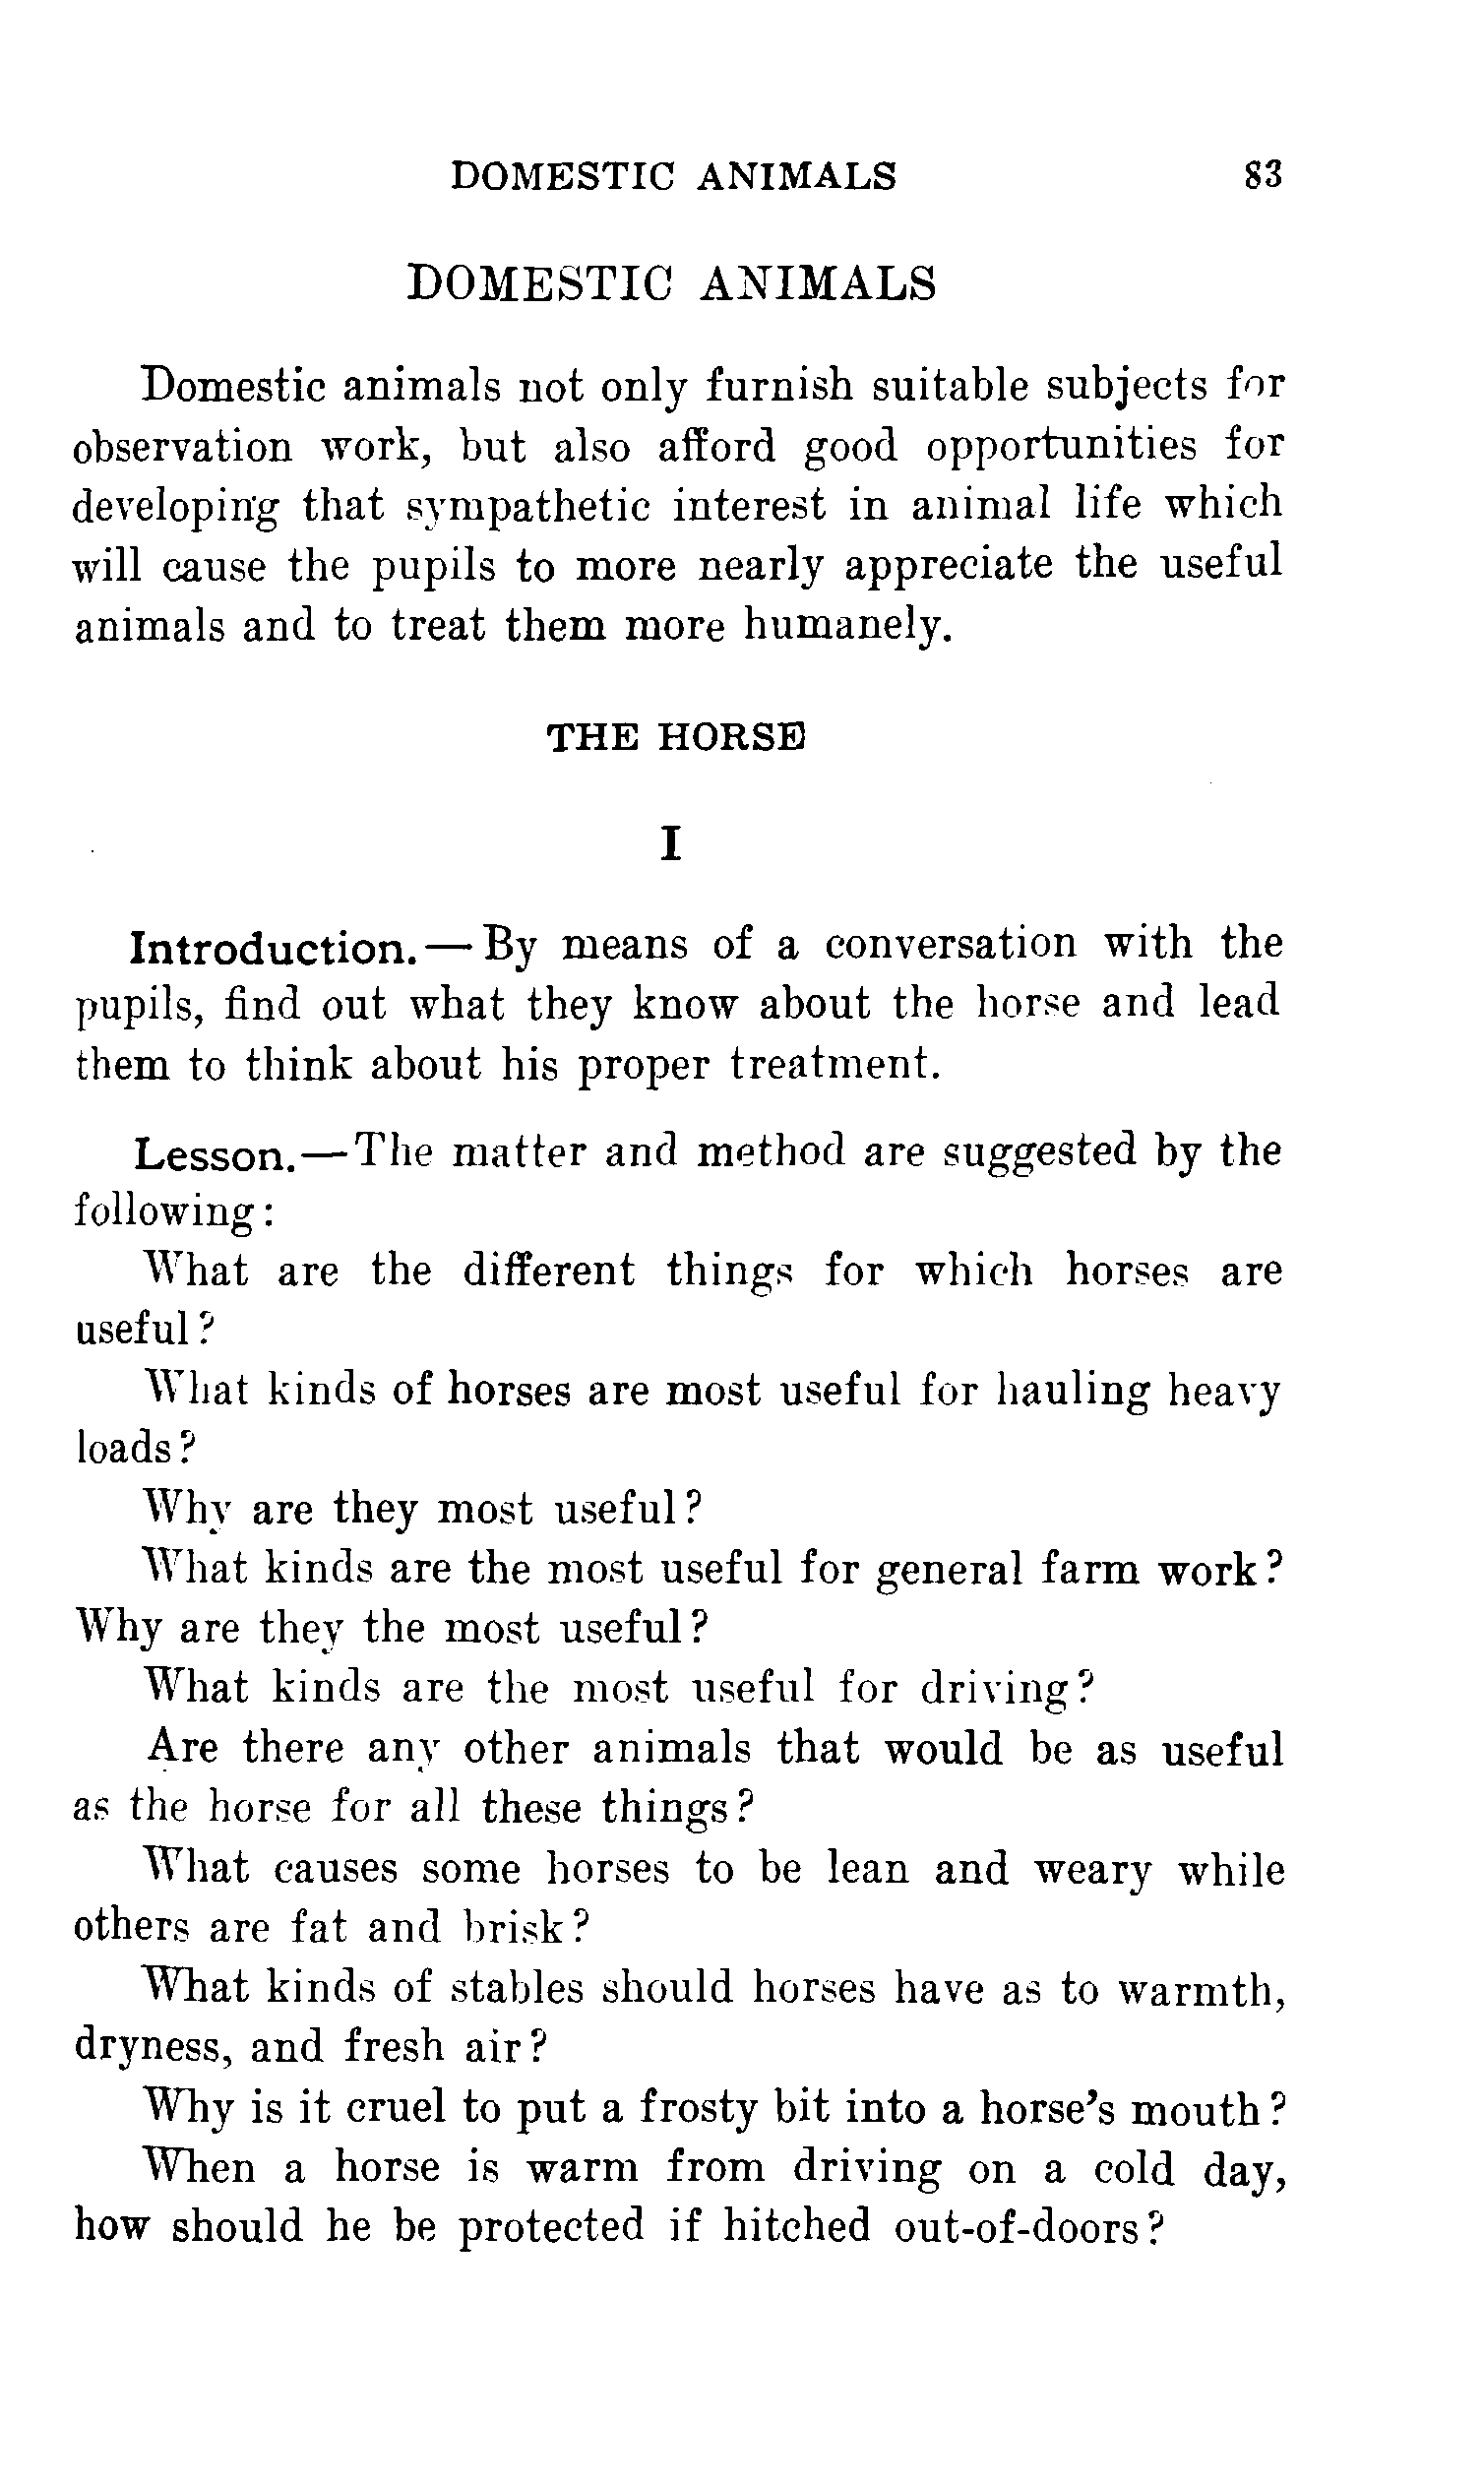 DOMESTIC ANIMALS 83
DOMESTIC ANIMALS
Domestic animals not only furnish suitable subjects for
observation work, but also afford good opportunities for
developing that sympathetic interest in animal life which
will cause the pupils to more nearly appreciate the useful
animals and to treat them more humanely.
THE HORSE
I
Introduction.—By means of a conversation with the
pupils, find out what they know about the horse and lead
them to think about his proper treatment.
Lesson.—The matter and method are suggested by the
following:
What are the different things for which horses are
useful?
What kinds of horses are most useful for hauling heavy
loads?
Why are they most useful?
What kinds are the most useful for general farm work?
Why are they the most useful?
What kinds are the most useful for driving?
Are there any other animals that would be as useful
as the horse for all these things?
What causes some horses to be lean and weary while
others are fat and brisk?
What kinds of stables should horses have as to warmth,
dryness, and fresh air?
Why is it cruel to put a frosty bit into a horse's mouth?
When a horse is warm from driving on a cold day,
how should he be protected if hitched out-of-doors?